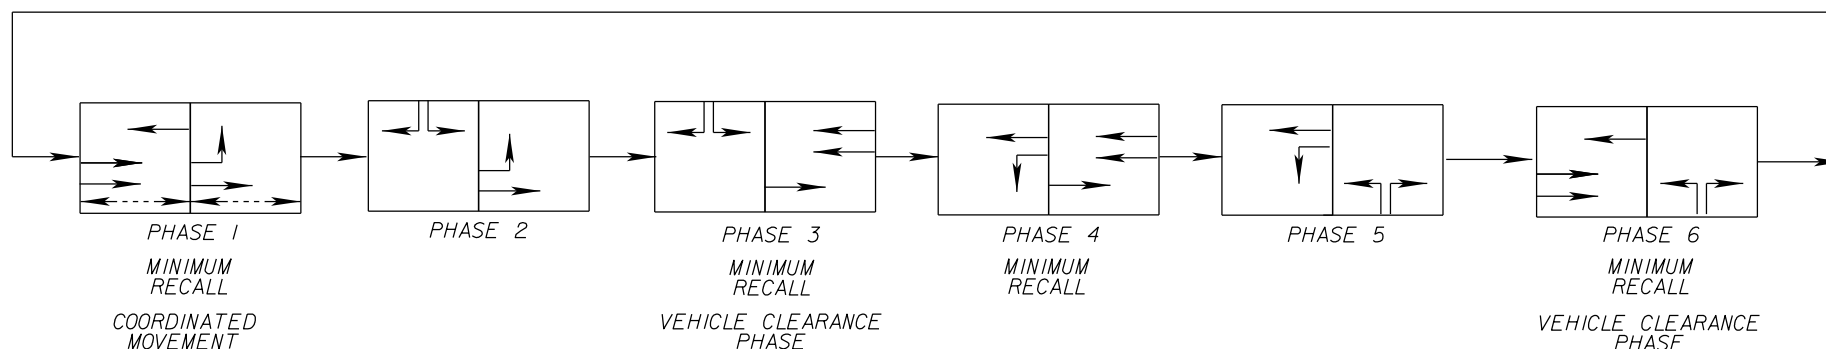 PHASE 1
MINIMUM
RECALL
COORDINATED
MOVEMENT
PHASE 2
PHASE 3
MINIMUM
RECALL
VEHICLE CLEARANCE
PHASE
PHASE 4
MINIMUM
RECALL
PHASE 5
PHASE 6
MINIMUM
RECALL
VEHICLE CLEARANCE
PHASE